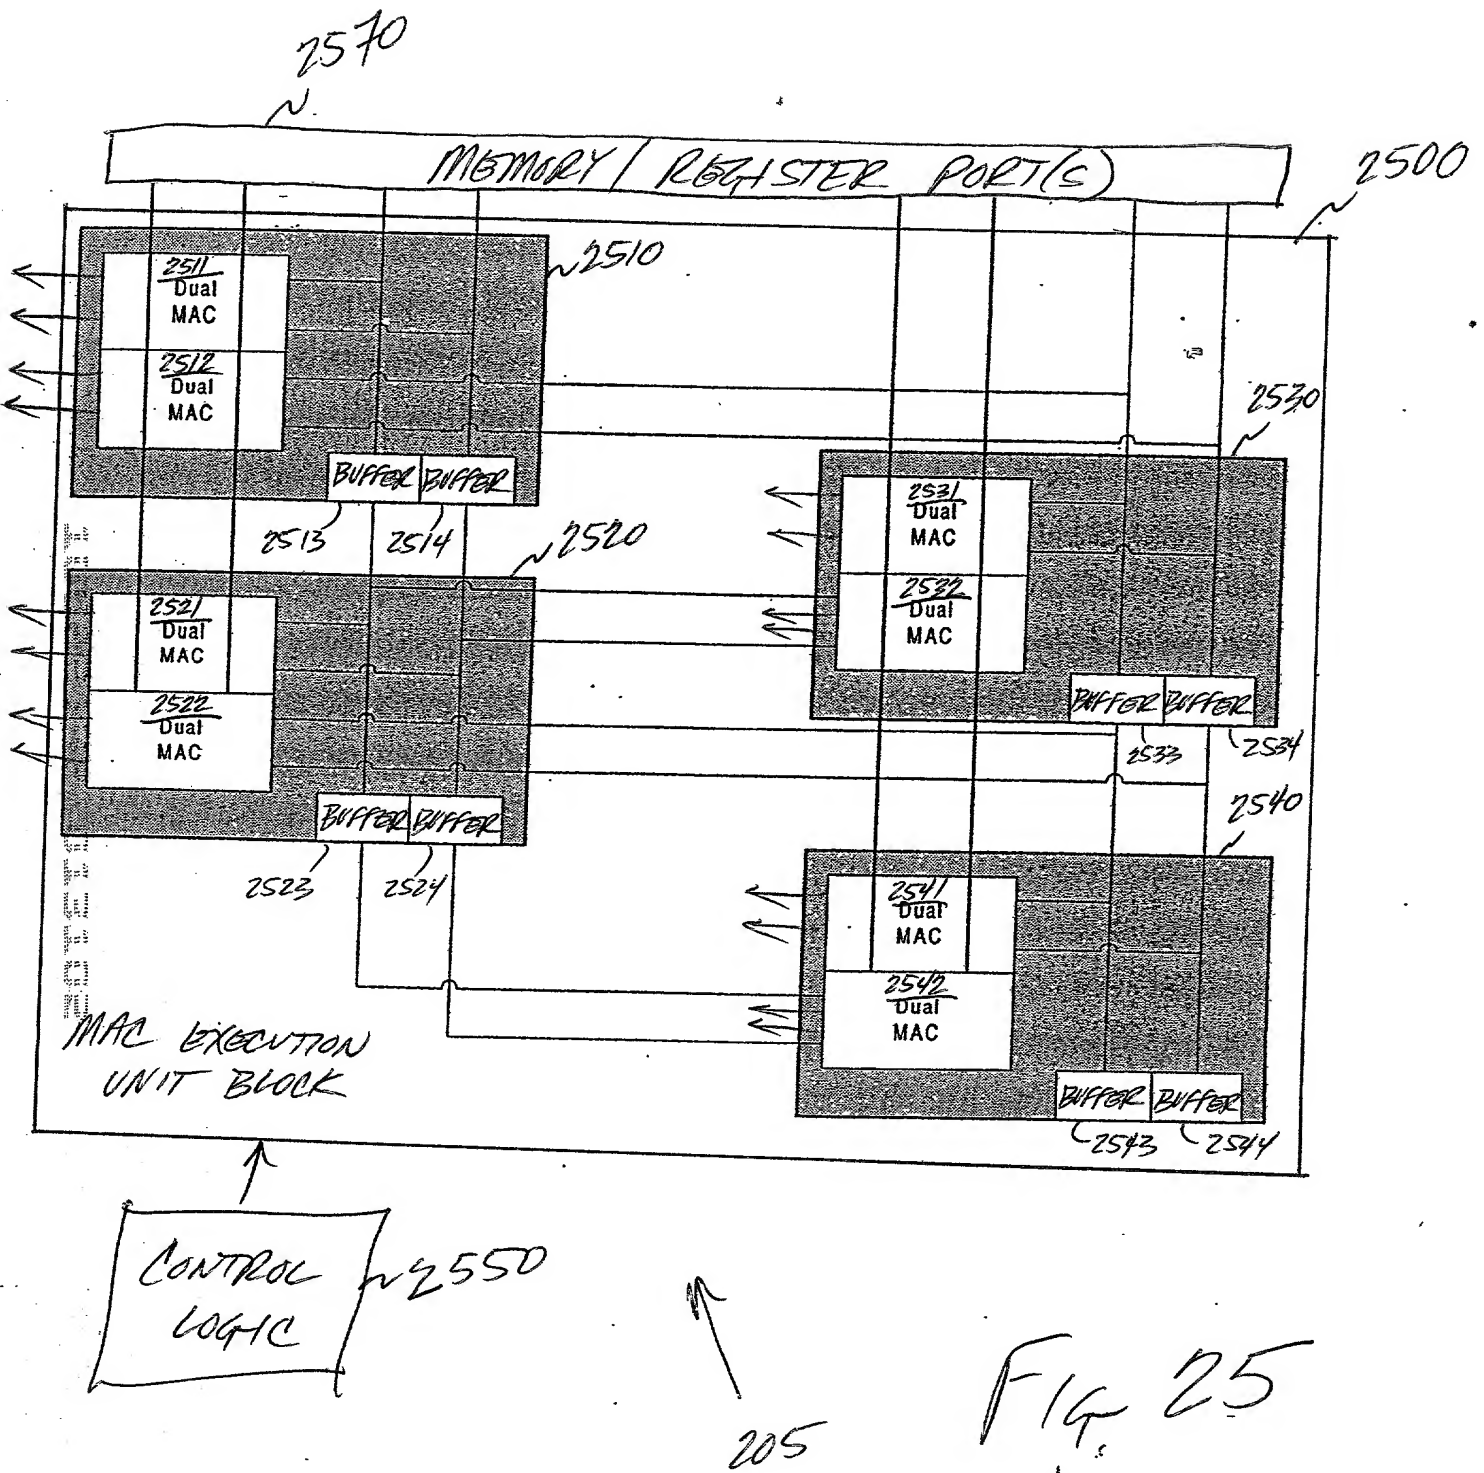 2570
MEMORY/REGISTER PORT(S)
2500
2510
2511
Dual
MAC
2512
Dual
MAC
2530
BUFFER
BUFFER
2531
Dual
MAC
2513
2514
2520
2532
Dual
MAC
2521
Dual
MAC
BUFFER
BUFFER
2522
Dual
MAC
2533
2534
BUFFER
BUFFER
2540
2523
2524
2541
Dual
MAC
2542
Dual
MAC
MAC EXECUTION
UNIT BLOCK
BUFFER
BUFFER
2543
2544
CONTROL
LOGIC
2550
205
FIG. 25